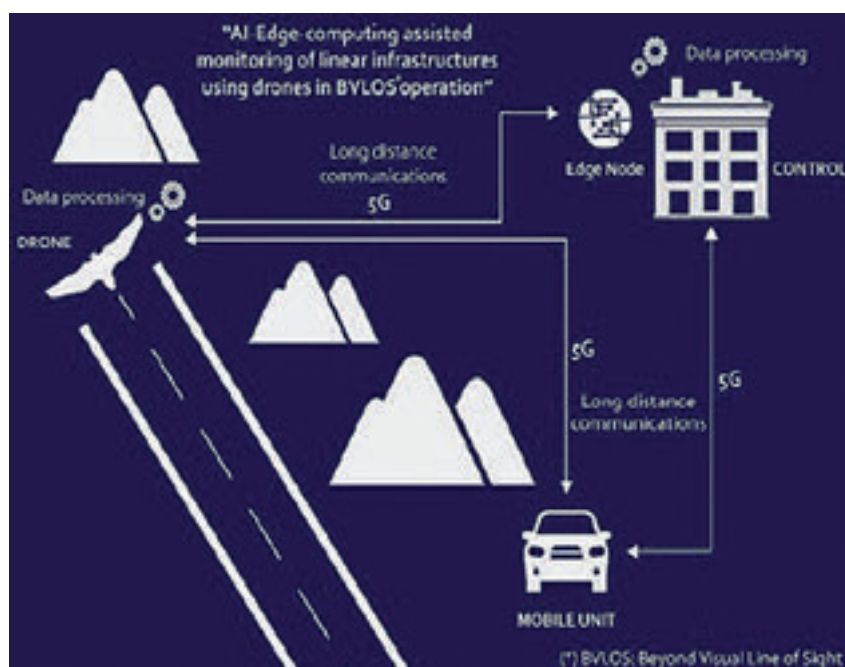 "AI-Edge-computing assisted
monitoring of linear infrastructures
using drones in BVLOS* operation"
Data processing
Edge Node
CONTROL
Long distance
communications
5G
Data processing
DRONE
5G
Long distance
communications
5G
MOBILE UNIT
(*) BVLOS: Beyond Visual Line of Sight